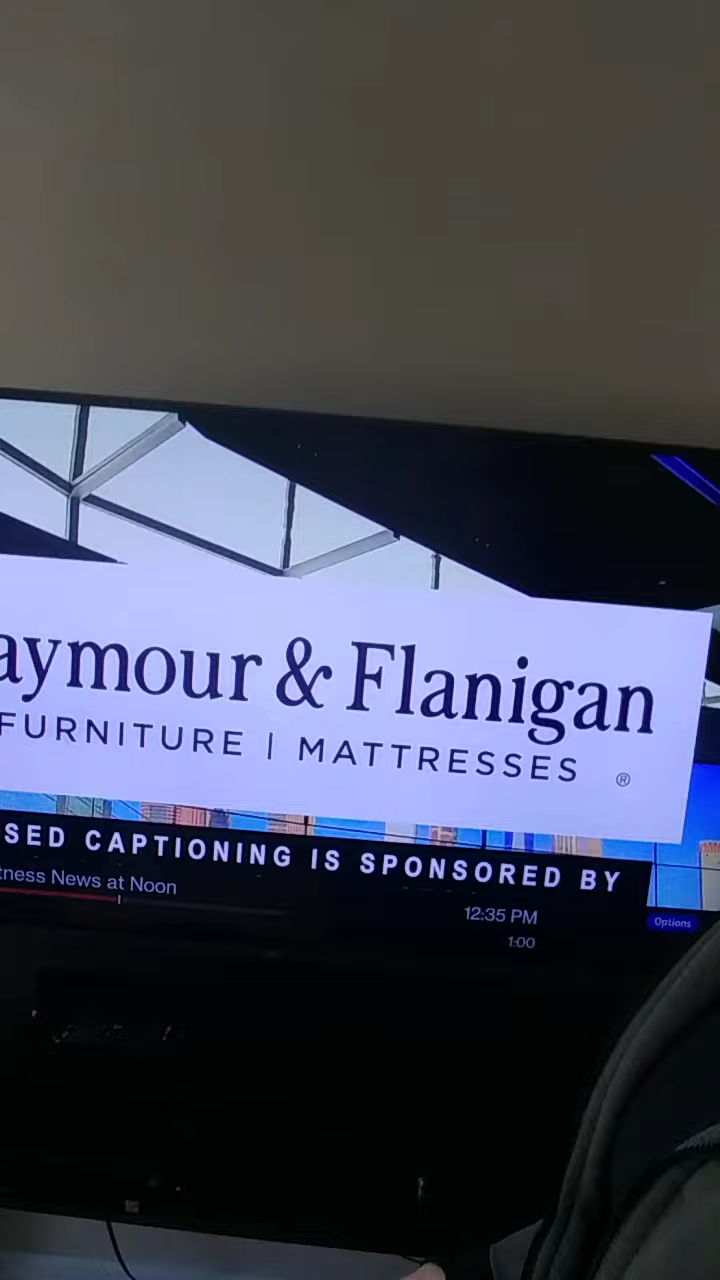 aymour & Flanigan
FURNITURE | MATTRESSES ®
SED CAPTIONING IS SPONSORED BY
tness News at Noon
12:35 PM
Options
1:00